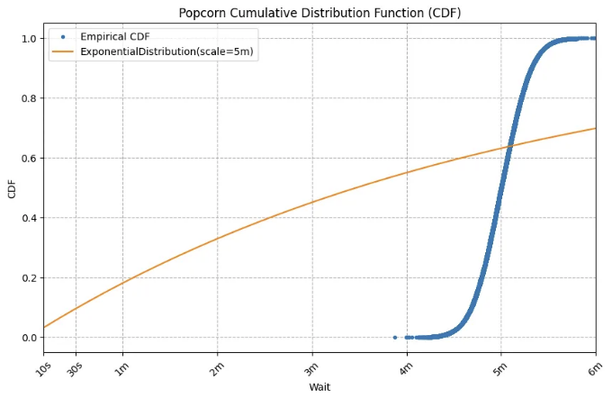 Popcorn Cumulative Distribution Function (CDF)
Empirical CDF
ExponentialDistribution(scale=5m)
CDF
1.0
0.8
0.6
0.4
0.2
0.0
10s 30s 1m 2m 3m 4m 5m 6m
Wait